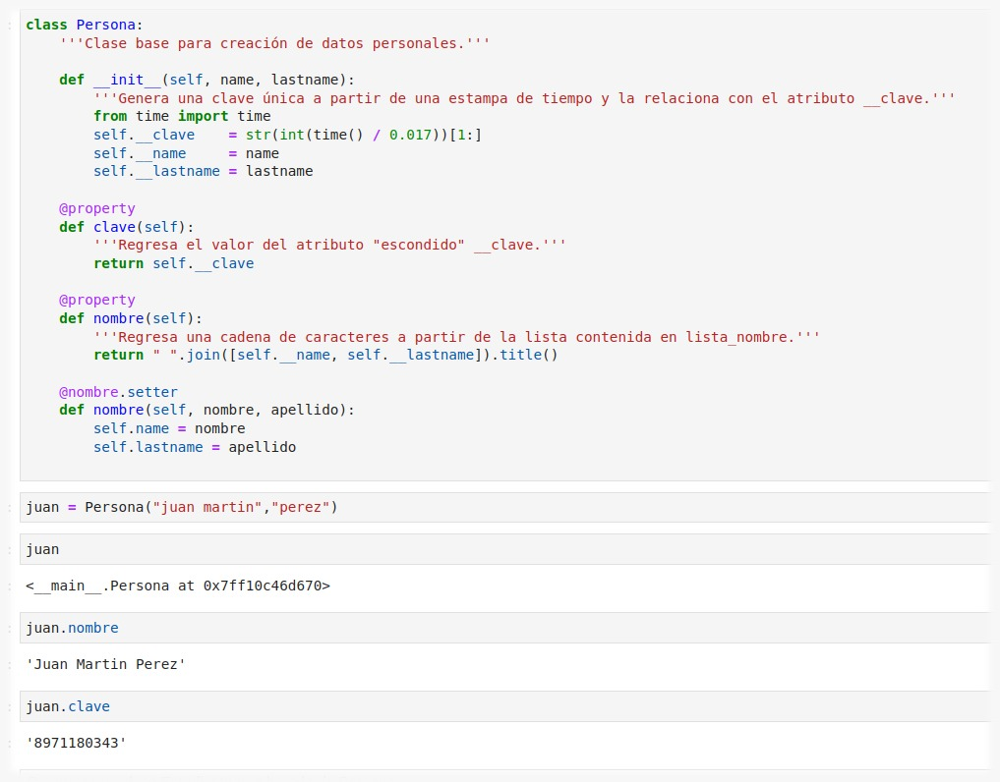 class Persona:
    '''Clase base para creación de datos personales.'''

    def __init__(self, name, lastname):
        '''Genera una clave única a partir de una estampa de tiempo y la relaciona con el atributo __clave.'''
        from time import time
        self.__clave    = str(int(time() / 0.017))[1:]
        self.__name     = name
        self.__lastname = lastname

    @property
    def clave(self):
        '''Regresa el valor del atributo "escondido" __clave.'''
        return self.__clave

    @property
    def nombre(self):
        '''Regresa una cadena de caracteres a partir de la lista contenida en lista_nombre.'''
        return " ".join([self.__name, self.__lastname]).title()

    @nombre.setter
    def nombre(self, nombre, apellido):
        self.name = nombre
        self.lastname = apellido

juan = Persona("juan martin","perez")
juan
<__main__.Persona at 0x7ff10c46d670>
juan.nombre
'Juan Martin Perez'
juan.clave
'8971180343'